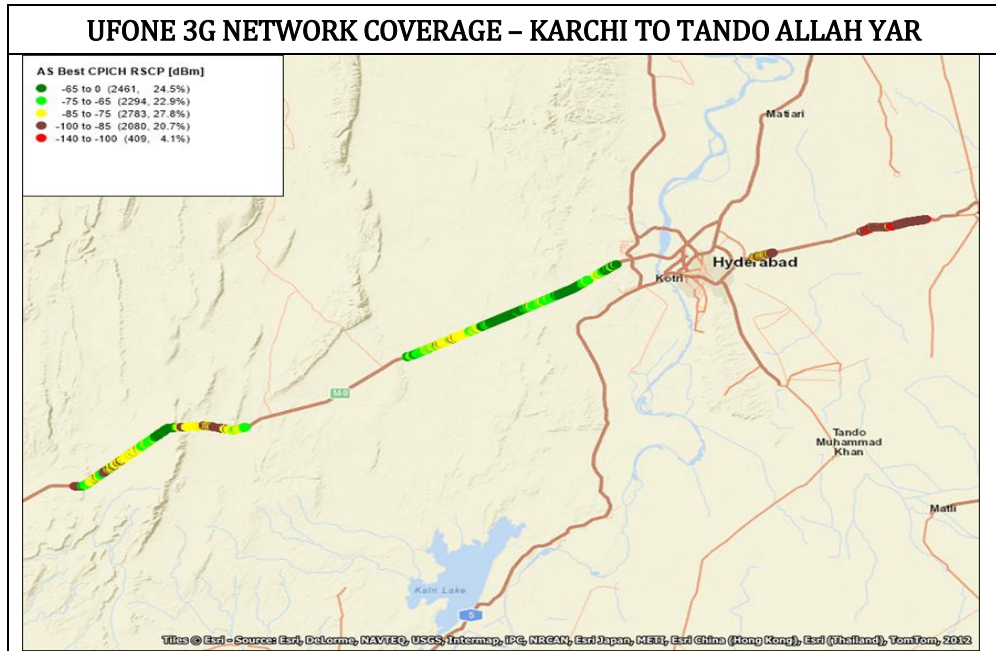 UFONE 3G NETWORK COVERAGE – KARCHI TO TANDO ALLAH YAR
AS Best CPICH RSCP [dBm]
-65 to 0 (2461, 24.5%)
-75 to -65 (2294, 22.9%)
-85 to -75 (2783, 27.8%)
-100 to -85 (2080, 20.7%)
-140 to -100 (409, 4.1%)
Matiari
Hyderabad
Kotri
M-9
Tando
Muhammad
Khan
Matli
Kalri Lake
5
Tiles © Esri - Source: Esri, DeLorme, NAVTEQ, USGS, Intermap, iPC, NRCAN, Esri Japan, METI, Esri China (Hong Kong), Esri (Thailand), TomTom, 2012